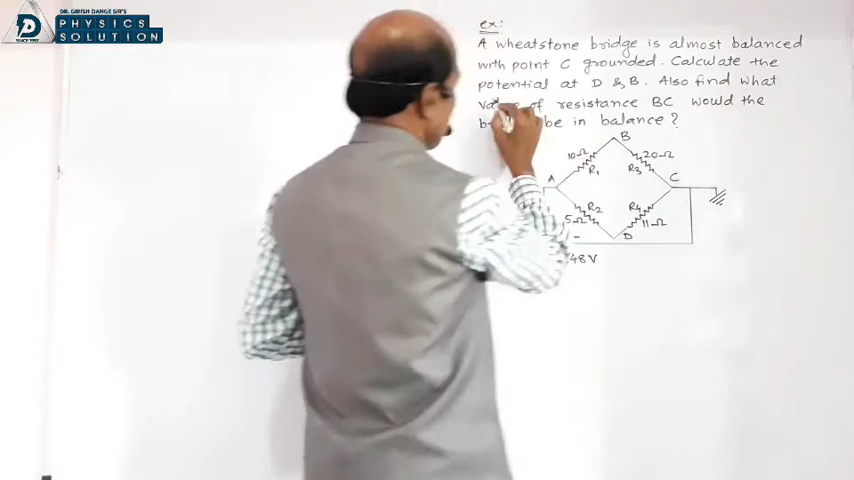 DR. GIRISH DANGE SIR'S
PHYSICS
SOLUTION
D
SINCE 1992
ex:
A wheatstone bridge is almost balanced
with point C grounded. Calculate the
potential at D & B. Also find what
of resistance BC would the
be in balance?
B
10Ω
20Ω
R1
R3
A
C
R2
R4
5Ω
11Ω
D
48V